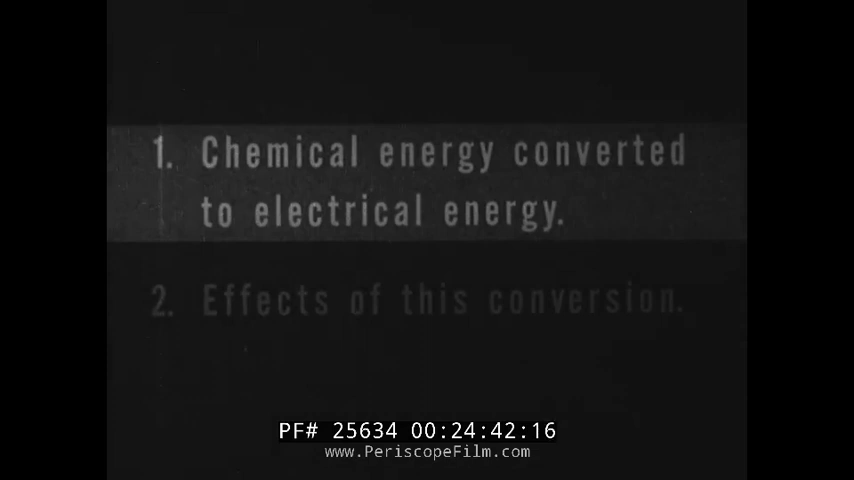 1. Chemical energy converted
to electrical energy.
2. Effects of this conversion.
PF# 25634 00:24:42:16
www.PeriscopeFilm.com